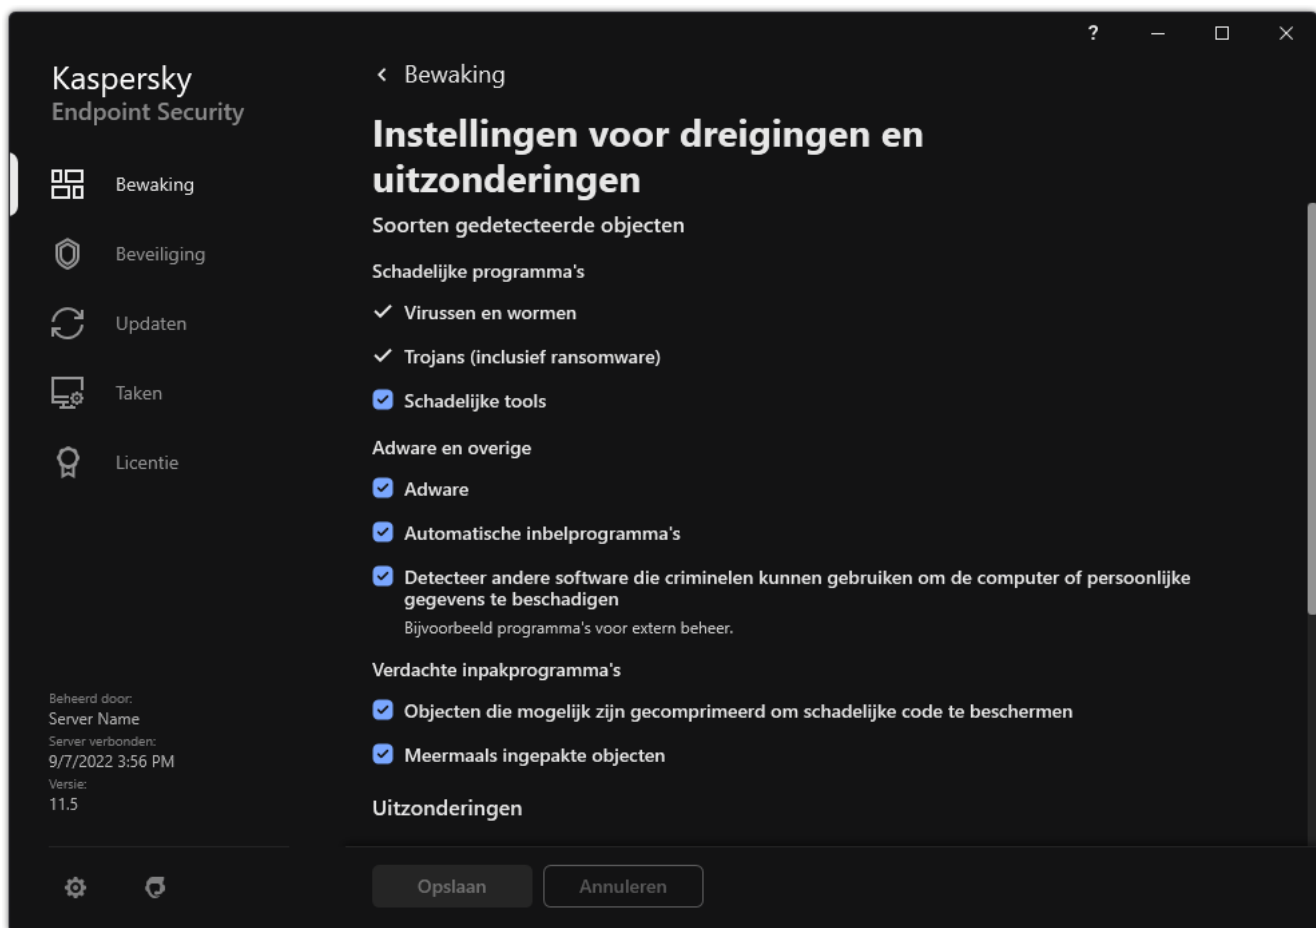 ?
Kaspersky
Endpoint Security
Bewaking
Beveiliging
Updaten
Taken
Licentie
Beheerd door:
Server Name
Server verbonden:
9/7/2022 3:56 PM
Versie:
11.5
Bewaking
Instellingen voor dreigingen en
uitzonderingen
Soorten gedetecteerde objecten
Schadelijke programma's
Virussen en wormen
Trojans (inclusief ransomware)
Schadelijke tools
Adware en overige
Adware
Automatische inbelprogramma's
Detecteer andere software die criminelen kunnen gebruiken om de computer of persoonlijke
gegevens te beschadigen
Bijvoorbeeld programma's voor extern beheer.
Verdachte inpakprogramma's
Objecten die mogelijk zijn gecomprimeerd om schadelijke code te beschermen
Meermaals ingepakte objecten
Uitzonderingen
Opslaan
Annuleren